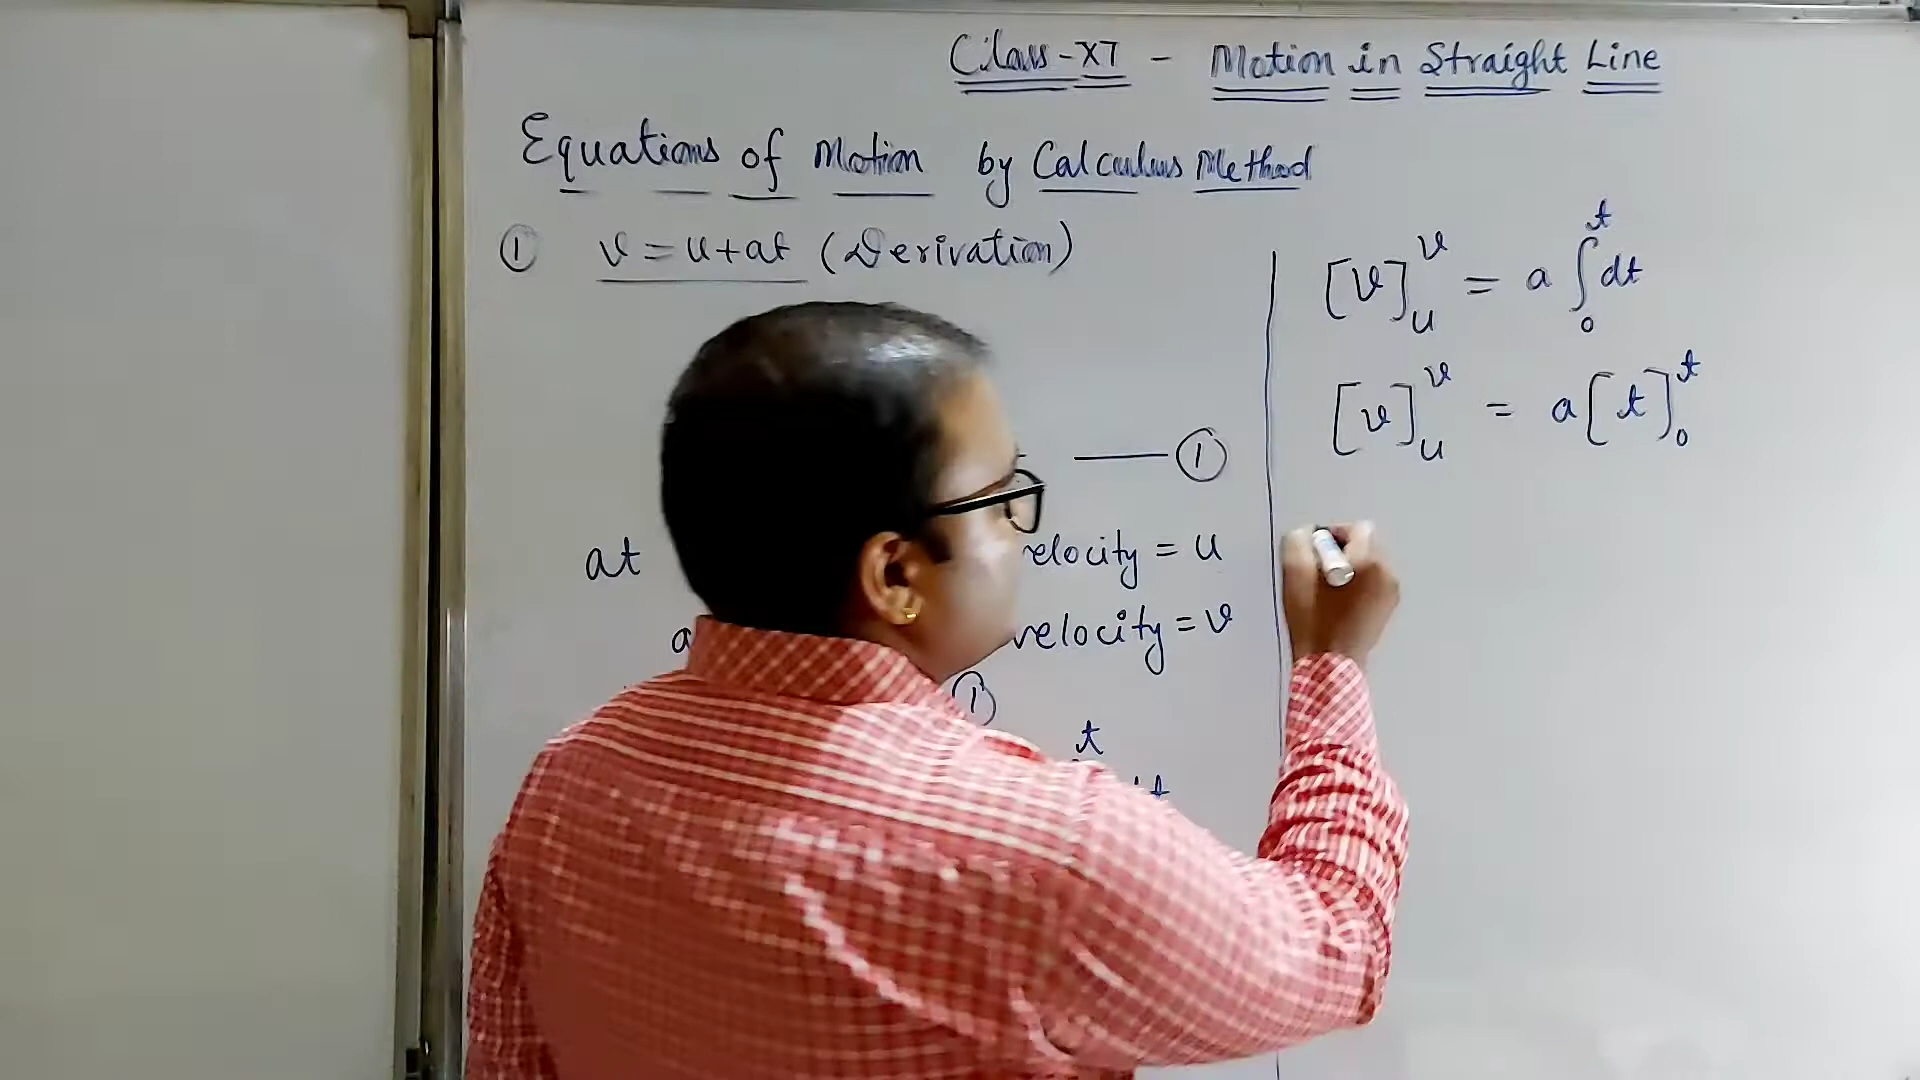 Class-XI - Motion in Straight Line
Equations of Motion by Calculus Method
① v = u + at (Derivation)
— ①
at velocity = u
a velocity = v
①
t
[v]ᵥᵤ = a ∫₀ᵗ dt
[v]ᵥᵤ = a [t]₀ᵗ